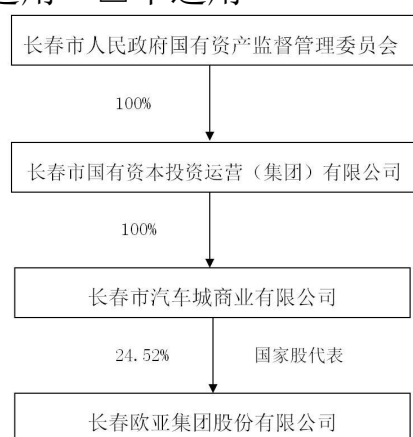 长春市人民政府国有资产监督管理委员会
100%
长春市国有资本投资运营（集团）有限公司
100%
长春市汽车城商业有限公司
24.52% 国家股代表
长春欧亚集团股份有限公司